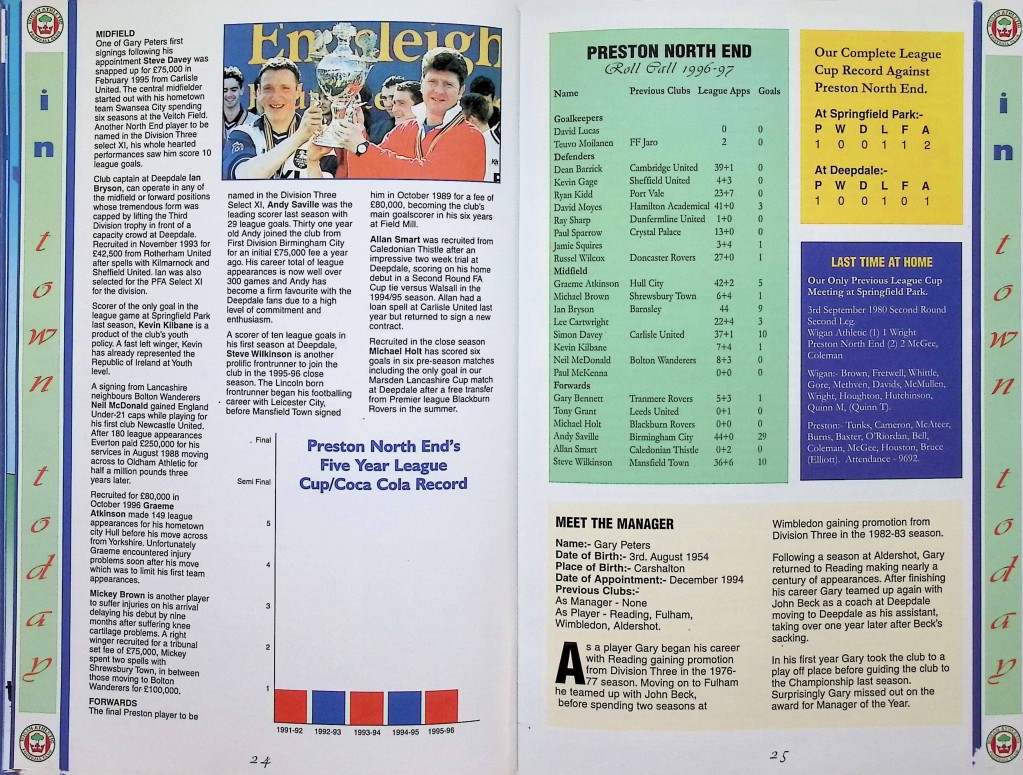 MIDFIELD
One of Gary Peters first
signings following his
appointment Steve Davey was
snapped up for £75,000 in
February 1995 from Carlisle
United. The central midfielder
started out with his hometown
team Swansea City spending
six seasons at the Veitch Field.
Another North End player to be
named in the Division Three
select XI, his whole hearted
performances saw him score 10
league goals.
Club captain at Deepdale Ian
Bryson, can operate in any of
the midfield or forward positions
whose tremendous form was
capped by lifting the Third
Division trophy in front of a
capacity crowd at Deepdale.
Recruited in November 1993 for
£42,500 from Rotherham United
after spells with Kilmarnock and
Sheffield United. Ian was also
selected for the PFA Select XI
for the division.
Scorer of the only goal in the
league game at Springfield Park
last season, Kevin Kilbane is a
product of the club's youth
policy. A fast left winger, Kevin
has already represented the
Republic of Ireland at Youth
level.
A signing from Lancashire
neighbours Bolton Wanderers
Neil McDonald gained England
Under-21 caps while playing for
his first club Newcastle United.
After 180 league appearances
Everton paid £250,000 for his
services in August 1988 moving
across to Oldham Athletic for
half a million pounds three
years later.
Recruited for £80,000 in
October 1996 Graeme
Atkinson made 149 league
appearances for his hometown
city Hull before his move across
from Yorkshire. Unfortunately
Graeme encountered injury
problems soon after his move
which was to limit his first team
appearances.
Mickey Brown is another player
to suffer injuries on his arrival
delaying his debut by nine
months after suffering knee
cartilage problems. A right
winger recruited for a tribunal
set fee of £75,000, Mickey
spent two spells with
Shrewsbury Town, in between
those moving to Bolton
Wanderers for £100,000.
FORWARDS
The final Preston player to be
named in the Division Three
Select XI, Andy Saville was the
leading scorer last season with
29 league goals. Thirty one year
old Andy joined the club from
First Division Birmingham City
for an initial £75,000 fee a year
ago. His career total of league
appearances is now well over
300 games and Andy has
become a firm favourite with the
Deepdale fans due to a high
level of commitment and
enthusiasm.
A scorer of ten league goals in
his first season at Deepdale,
Steve Wilkinson is another
prolific frontrunner to join the
club in the 1995-96 close
season. The Lincoln born
frontrunner began his footballing
career with Leicester City,
before Mansfield Town signed
him in October 1989 for a fee of
£80,000, becoming the club's
main goalscorer in his six years
at Field Mill.
Allan Smart was recruited from
Caledonian Thistle after an
impressive two week trial at
Deepdale, scoring on his home
debut in a Second Round FA
Cup tie versus Walsall in the
1994/95 season. Allan had a
loan spell at Carlisle United last
year but returned to sign a new
contract.
Recruited in the close season
Michael Holt has scored six
goals in six pre-season matches
including the only goal in our
Marsden Lancashire Cup match
at Deepdale after a free transfer
from Premier league Blackburn
Rovers in the summer.
Preston North End's
Five Year League
Cup/Coca Cola Record
Final
Semi Final
5
4
3
2
1
1991-92 1992-93 1993-94 1994-95 1995-96
24
in town today
PRESTON NORTH END
Roll Call 1996-97
Name Previous Clubs League Apps Goals
Goalkeepers
David Lucas 0 0
Teuvo Moilanen FF Jaro 2 0
Defenders
Dean Barrick Cambridge United 39+1 0
Kevin Gage Sheffield United 4+3 0
Ryan Kidd Port Vale 23+7 0
David Moyes Hamilton Academical 41+0 3
Ray Sharp Dunfermline United 1+0 0
Paul Sparrow Crystal Palace 13+0 0
Jamie Squires 3+4 1
Russel Wilcox Doncaster Rovers 27+0 1
Midfield
Graeme Atkinson Hull City 42+2 5
Michael Brown Shrewsbury Town 6+4 1
Ian Bryson Barnsley 44 9
Lee Cartwright 22+4 3
Simon Davey Carlisle United 37+1 10
Kevin Kilbane 7+4 1
Neil McDonald Bolton Wanderers 8+3 0
Paul McKenna 0+0 0
Forwards
Gary Bennett Tranmere Rovers 5+3 1
Tony Grant Leeds United 0+1 0
Michael Holt Blackburn Rovers 0+0 0
Andy Saville Birmingham City 44+0 29
Allan Smart Caledonian Thistle 0+2 0
Steve Wilkinson Mansfield Town 36+6 10
Our Complete League
Cup Record Against
Preston North End.
At Springfield Park:-
P W D L F A
1 0 0 1 1 2
At Deepdale:-
P W D L F A
1 0 0 1 0 1
LAST TIME AT HOME
Our Only Previous League Cup
Meeting at Springfield Park.
3rd September 1980 Second Round
Second Leg.
Wigan Athletic (1) 1 Wright
Preston North End (2) 2 McGee,
Coleman
Wigan:- Brown, Fretwell, Whittle,
Gore, Methven, Davids, McMullen,
Wright, Houghton, Hutchinson,
Quinn M, (Quinn T).
Preston:- Tunks, Cameron, McAteer,
Burns, Baxter, O'Riordan, Bell,
Coleman, McGee, Houston, Bruce
(Elliott). Attendance - 9692.
MEET THE MANAGER
Name:- Gary Peters
Date of Birth:- 3rd. August 1954
Place of Birth:- Carshalton
Date of Appointment:- December 1994
Previous Clubs:-
As Manager - None
As Player - Reading, Fulham,
Wimbledon, Aldershot.
As a player Gary began his career
with Reading gaining promotion
from Division Three in the 1976-
77 season. Moving on to Fulham
he teamed up with John Beck,
before spending two seasons at
Wimbledon gaining promotion from
Division Three in the 1982-83 season.
Following a season at Aldershot, Gary
returned to Reading making nearly a
century of appearances. After finishing
his career Gary teamed up again with
John Beck as a coach at Deepdale
moving to Deepdale as his assistant,
taking over one year later after Beck's
sacking.
In his first year Gary took the club to a
play off place before guiding the club to
the Championship last season.
Surprisingly Gary missed out on the
award for Manager of the Year.
25
in town today